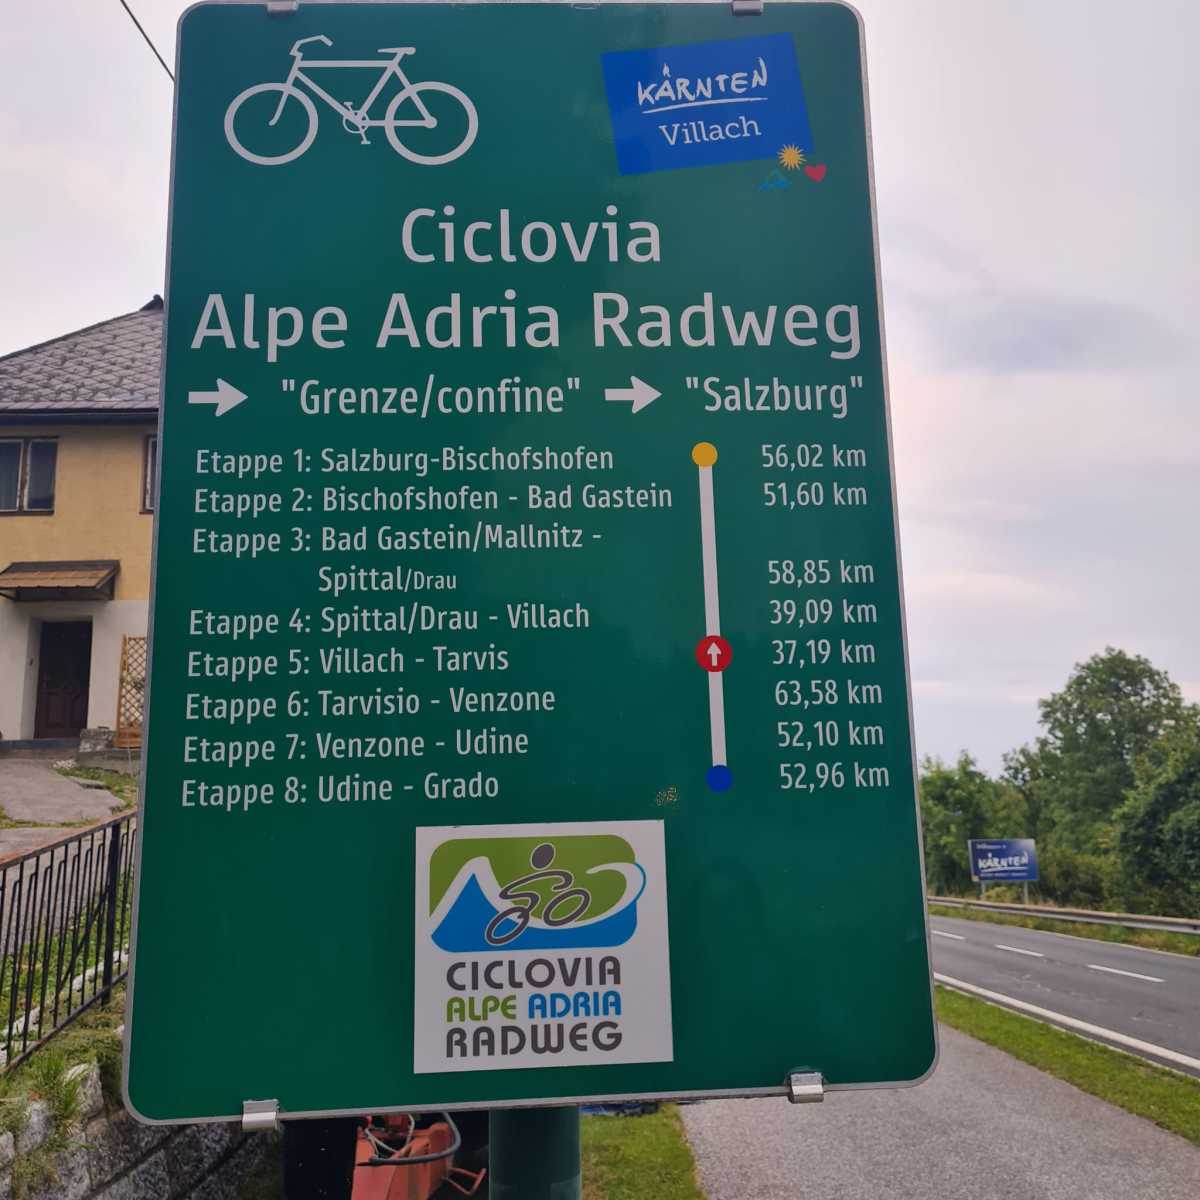 KÄRNTEN
Villach
Ciclovia
Alpe Adria Radweg
"Grenze/confine" "Salzburg"
Etappe 1: Salzburg-Bischofshofen 56,02 km
Etappe 2: Bischofshofen - Bad Gastein 51,60 km
Etappe 3: Bad Gastein/Mallnitz -
Spittal/Drau 58,85 km
Etappe 4: Spittal/Drau - Villach 39,09 km
Etappe 5: Villach - Tarvis 37,19 km
Etappe 6: Tarvisio - Venzone 63,58 km
Etappe 7: Venzone - Udine 52,10 km
Etappe 8: Udine - Grado 52,96 km
CICLOVIA
ALPE ADRIA
RADWEG
KÄRNTEN